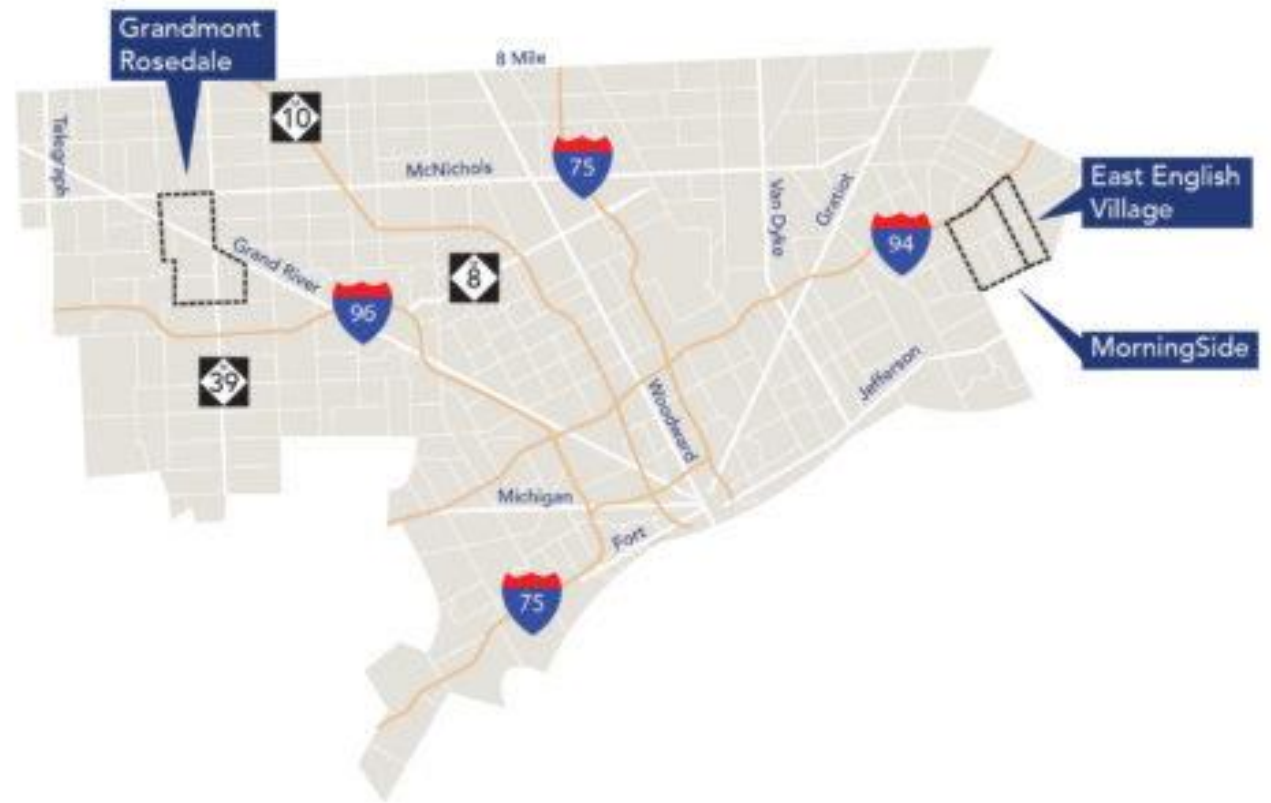 Grandmont
Rosedale
8 Mile
10
Telegraph
McNichols
75
Van Dyke
Gratiot
East English
Village
94
Grand River
8
96
MorningSide
39
Jefferson
Woodward
Michigan
Fort
75